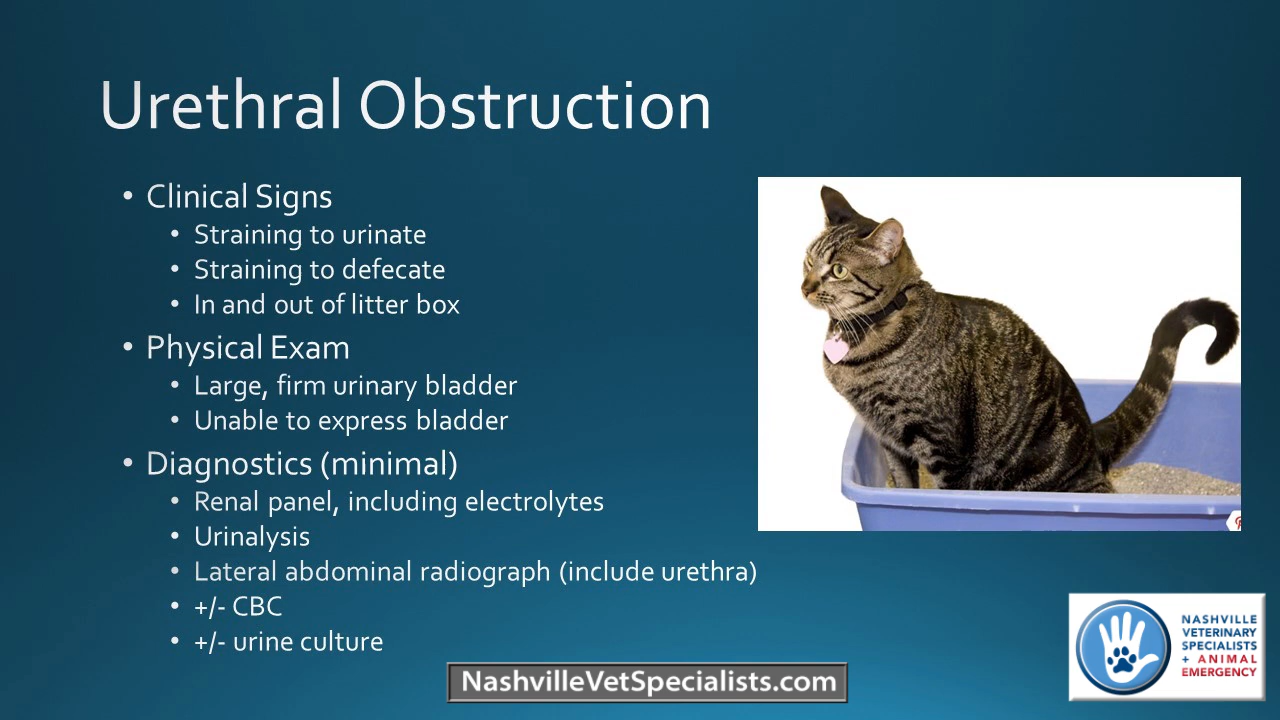 Urethral Obstruction
• Clinical Signs
• Straining to urinate
• Straining to defecate
• In and out of litter box
• Physical Exam
• Large, firm urinary bladder
• Unable to express bladder
• Diagnostics (minimal)
• Renal panel, including electrolytes
• Urinalysis
• Lateral abdominal radiograph (include urethra)
• +/- CBC
• +/- urine culture
NashvilleVetSpecialists.com
NASHVILLE
VETERINARY
SPECIALISTS
+ ANIMAL
EMERGENCY